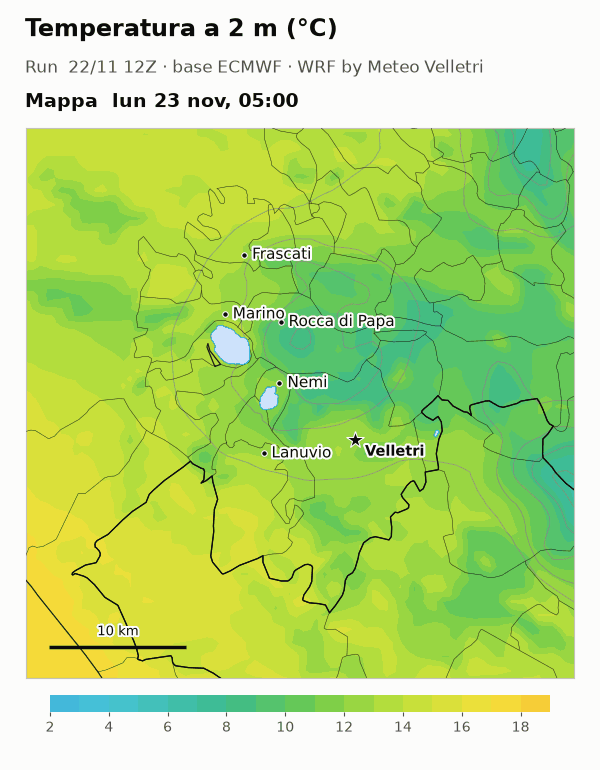 Temperatura a 2 m (°C)
Run  22/11 12Z · base ECMWF · WRF by Meteo Velletri
Mappa  lun 23 nov, 05:00
Frascati
Marino
Rocca di Papa
Nemi
Velletri
Lanuvio
10 km
2 4 6 8 10 12 14 16 18